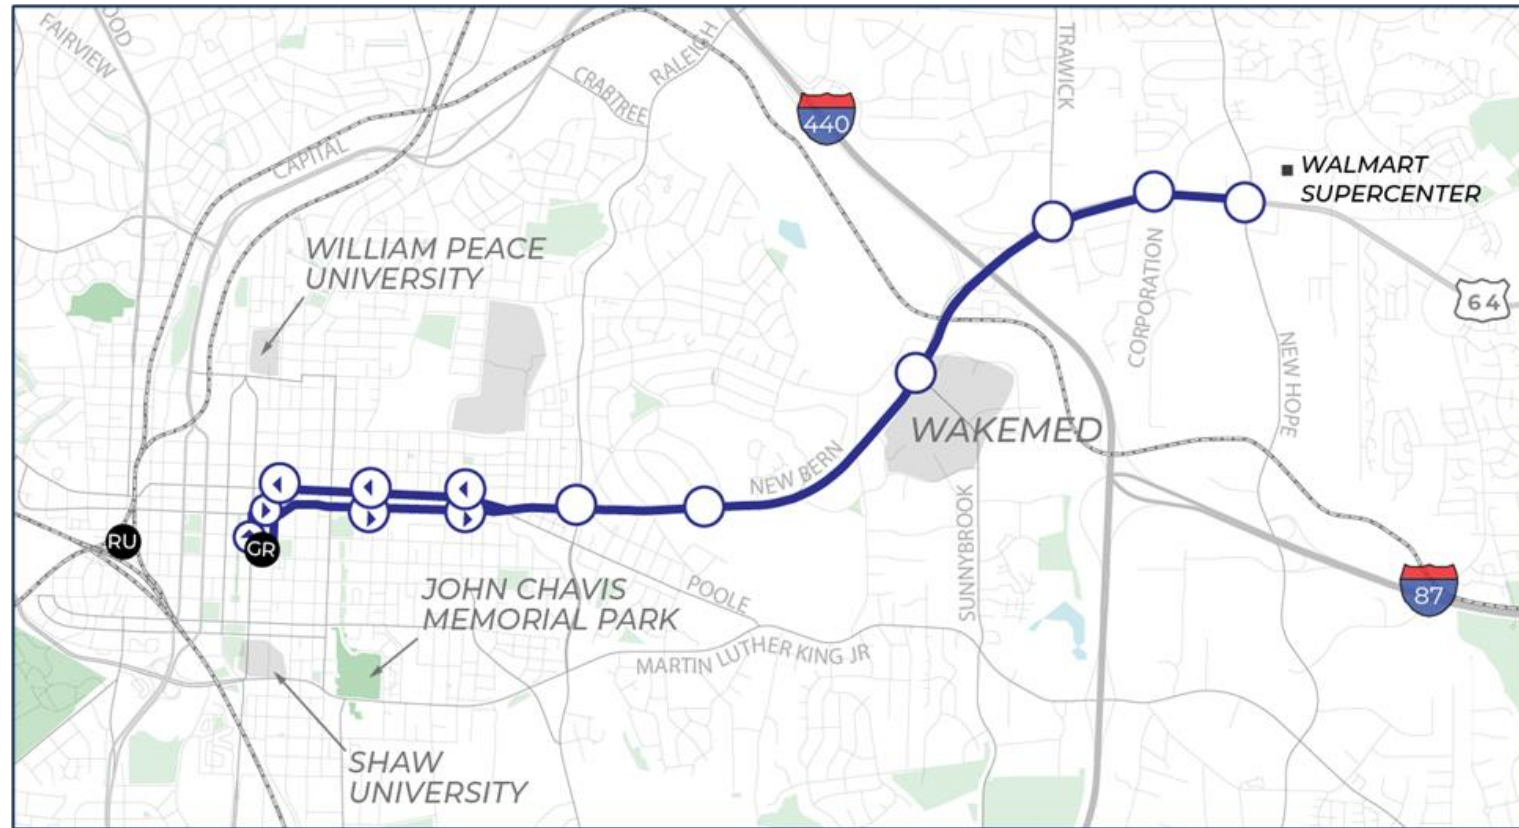 FAIRVIEW
OOD
CRABTREE
RALEIGH
TRAWICK
440
CAPITAL
WALMART
SUPERCENTER
WILLIAM PEACE
UNIVERSITY
CORPORATION
64
NEW HOPE
WAKEMED
NEW BERN
SUNNYBROOK
RU
GR
JOHN CHAVIS
MEMORIAL PARK
POOLE
87
MARTIN LUTHER KING JR
SHAW
UNIVERSITY